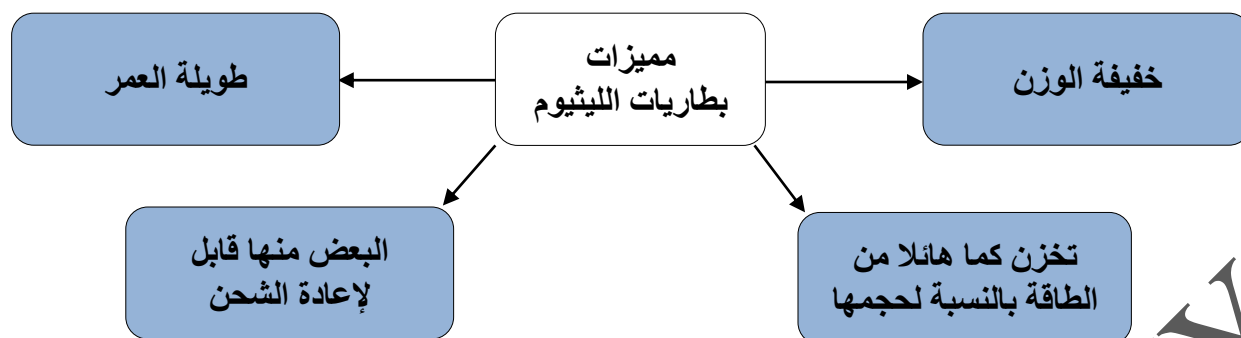 مميزات
بطاريات الليثيوم
خفيفة الوزن
طويلة العمر
تخزن كما هائلا من
الطاقة بالنسبة لحجمها
البعض منها قابل
لإعادة الشحن